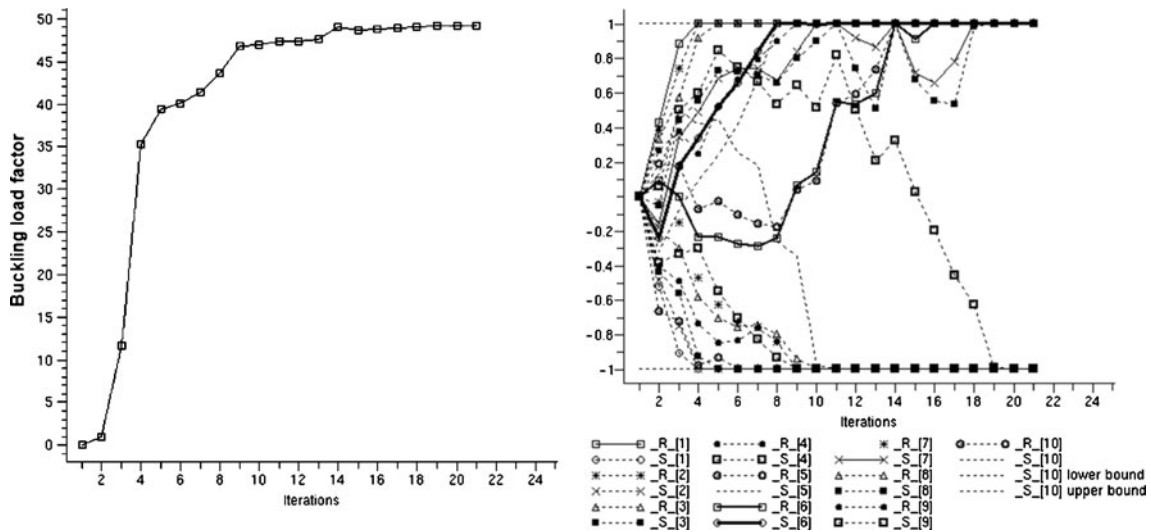 50
45
40
35
30
25
20
15
10
5
0
Buckling load factor
2 4 6 8 10 12 14 16 18 20 22 24
Iterations
1
0.8
0.6
0.4
0.2
-0.2
-0.4
-0.6
-0.8
-1
2 4 6 8 10 12 14 16 18 20 22 24
Iterations
_R_[1] _R_[4] _R_[7] _R_[10]
_S_[1] _S_[4] _S_[7] _S_[10]
_R_[2] _R_[5] _R_[8] _S_[10] lower bound
_S_[2] _S_[5] _S_[8] _S_[10] upper bound
_R_[3] _R_[6] _R_[9]
_S_[3] _S_[6] _S_[9]